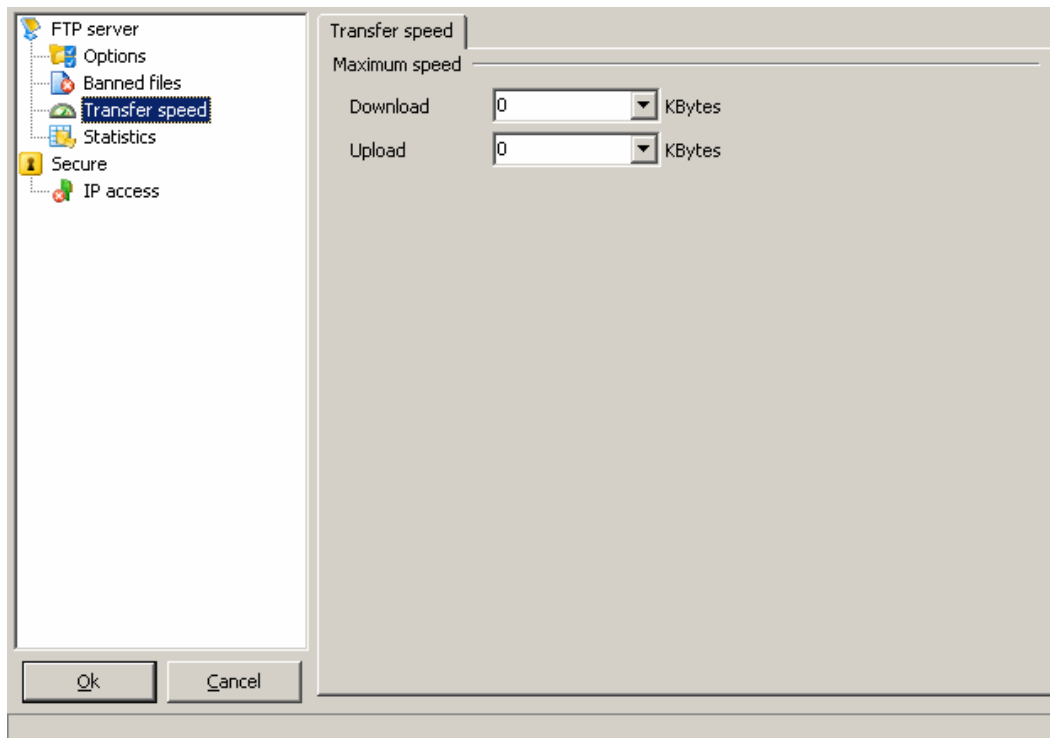 FTP server
Options
Banned files
Transfer speed
Statistics
Secure
IP access
Ok
Cancel
Transfer speed
Maximum speed
Download 0 KBytes
Upload 0 KBytes